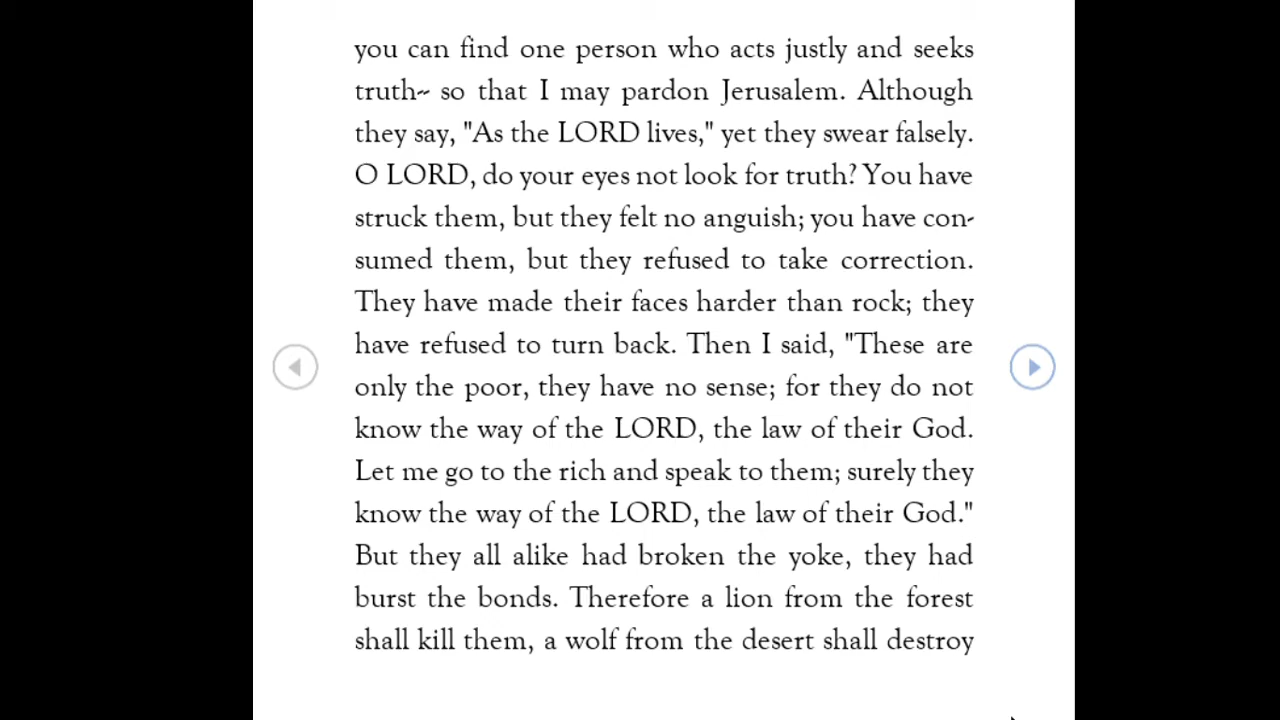 you can find one person who acts justly and seeks
truth-- so that I may pardon Jerusalem. Although
they say, "As the LORD lives," yet they swear falsely.
O LORD, do your eyes not look for truth? You have
struck them, but they felt no anguish; you have con-
sumed them, but they refused to take correction.
They have made their faces harder than rock; they
have refused to turn back. Then I said, "These are
only the poor, they have no sense; for they do not
know the way of the LORD, the law of their God.
Let me go to the rich and speak to them; surely they
know the way of the LORD, the law of their God."
But they all alike had broken the yoke, they had
burst the bonds. Therefore a lion from the forest
shall kill them, a wolf from the desert shall destroy